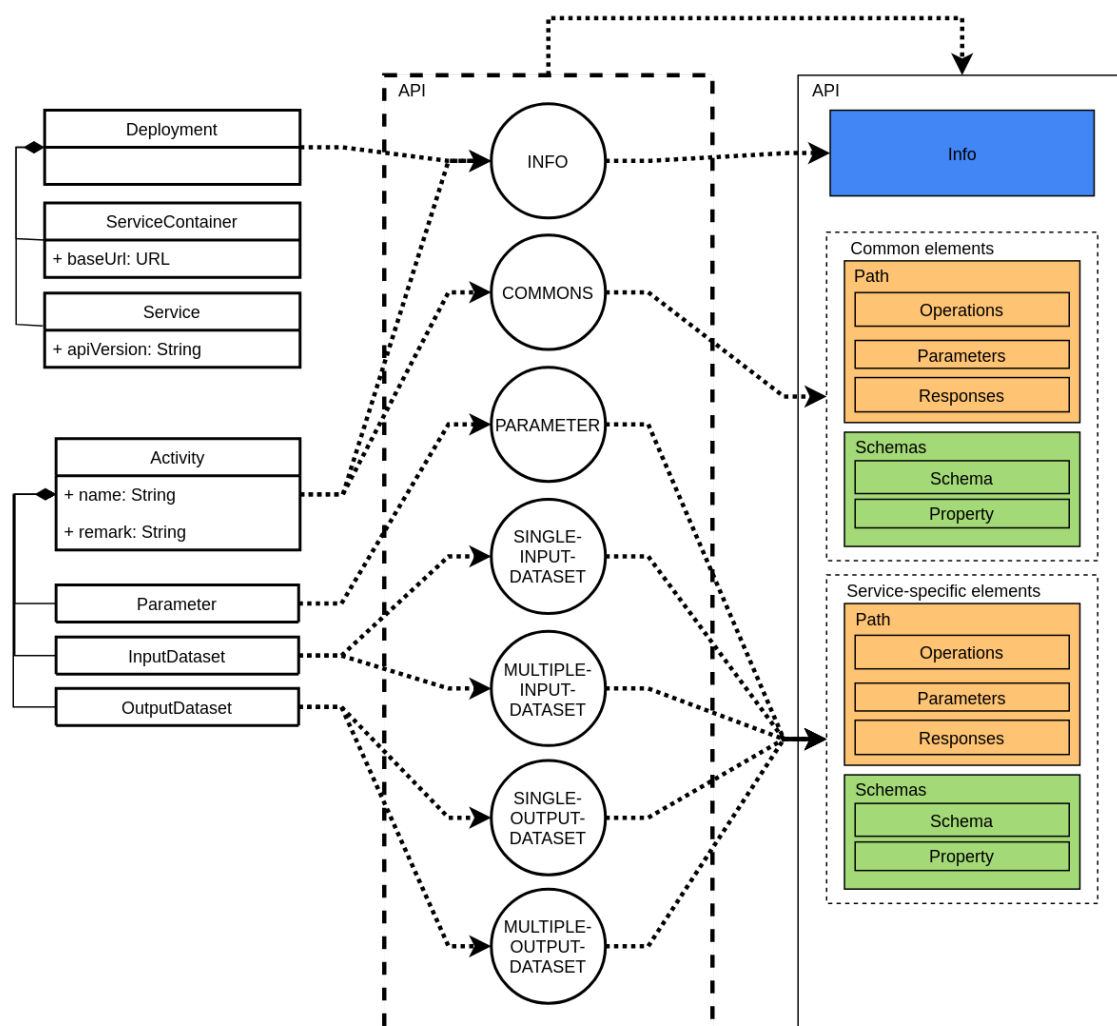 Deployment
ServiceContainer
+ baseUrl: URL
Service
+ apiVersion: String
Activity
+ name: String
+ remark: String
Parameter
InputDataset
OutputDataset
API
INFO
COMMONS
PARAMETER
SINGLE-
INPUT-
DATASET
MULTIPLE-
INPUT-
DATASET
SINGLE-
OUTPUT-
DATASET
MULTIPLE-
OUTPUT-
DATASET
API
Info
Common elements
Path
Operations
Parameters
Responses
Schemas
Schema
Property
Service-specific elements
Path
Operations
Parameters
Responses
Schemas
Schema
Property